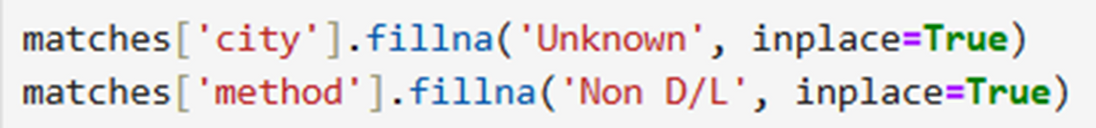 matches['city'].fillna('Unknown', inplace=True)
matches['method'].fillna('Non D/L', inplace=True)